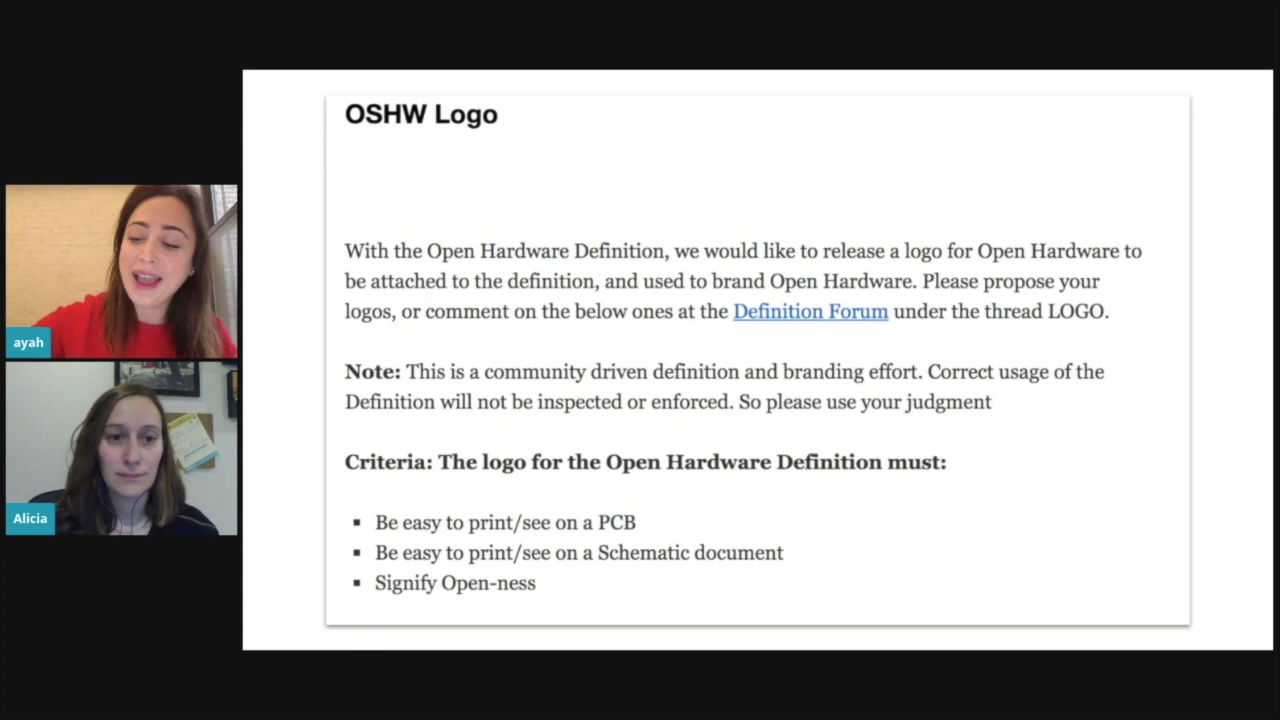 OSHW Logo
With the Open Hardware Definition, we would like to release a logo for Open Hardware to
be attached to the definition, and used to brand Open Hardware. Please propose your
logos, or comment on the below ones at the Definition Forum under the thread LOGO.
Note: This is a community driven definition and branding effort. Correct usage of the
Definition will not be inspected or enforced. So please use your judgment
Criteria: The logo for the Open Hardware Definition must:
▪ Be easy to print/see on a PCB
▪ Be easy to print/see on a Schematic document
▪ Signify Open-ness
ayah
Alicia